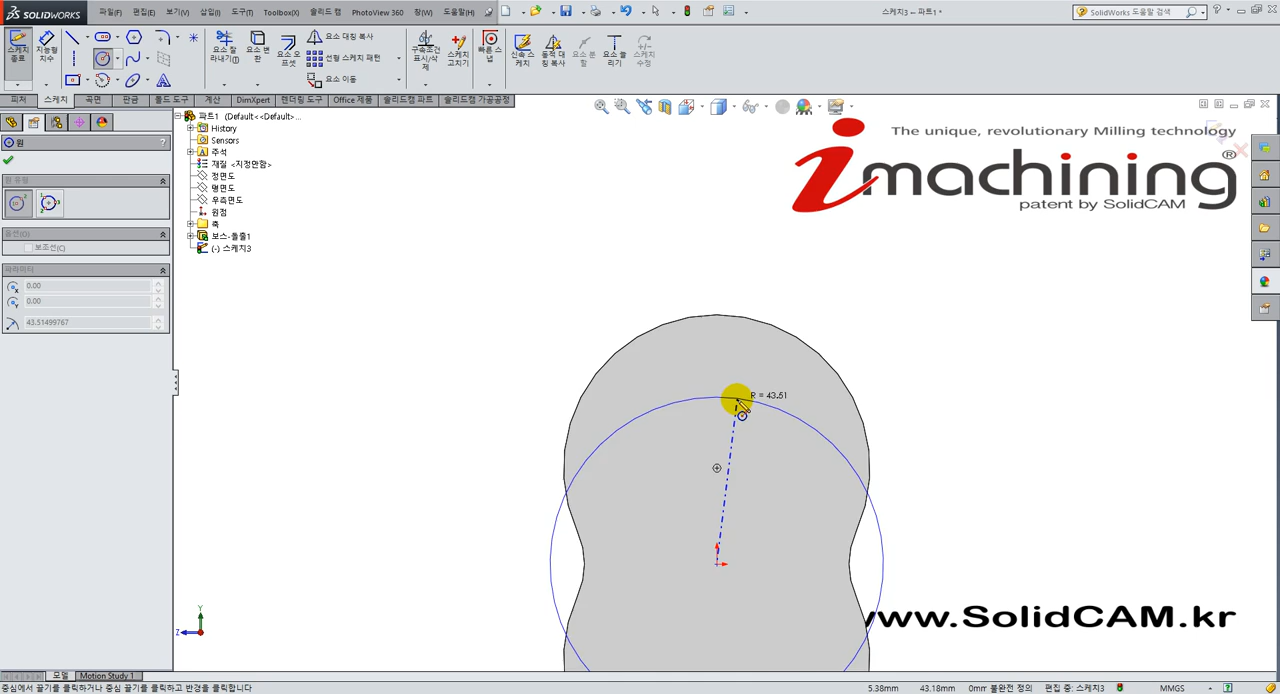 SOLIDWORKS 파일(F) 편집(E) 보기(V) 삽입(I) 도구(T) Toolbox(X) 솔리드 캠 PhotoView 360 창(W) 도움말(H) 스케치3 - 파트1 * SolidWorks 도움말 검색
스케치 종료 지능형 치수 요소 잘라내기(T) 요소 변환 요소 오프셋 요소 대칭 복사 구속조건 표시/삭제 스케치 고치기 빠른 스냅 신속 스케치 동적 대칭 복사 요소 분할 요소 늘리기 스케치 수정
선형 스케치 패턴
요소 이동
피처 스케치 곡면 판금 몰드 도구 계산 DimXpert 렌더링 도구 Office 제품 솔리드캠 파트 솔리드캠 가공공정
파트1 (Default<<Default>...
History
Sensors
주석
재질 <지정안함>
정면도
윗면도
우측면도
원점
축
보스-돌출1
(-) 스케치3
원 ?
원 유형
옵션(O)
보조선(C)
파라미터
0.00
0.00
43.51499767
The unique, revolutionary Milling technology
imachining®
patent by SolidCAM
R = 43.51
Y
Z
www.SolidCAM.kr
모델 Motion Study 1
중심에서 끌기를 클릭하거나 중심 끌기를 클릭하고 반경을 클릭합니다 5.38mm 43.18mm 0mm 불완전 정의 편집 중: 스케치3 MMGS